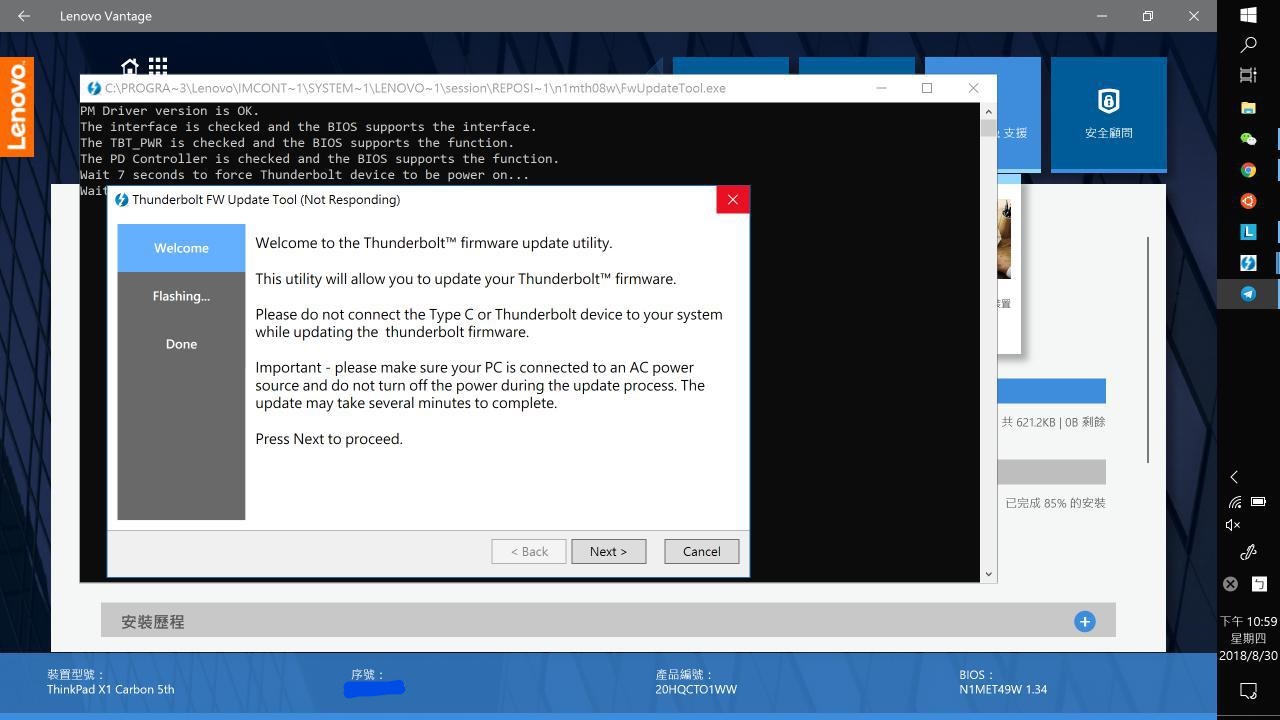 Lenovo Vantage
Lenovo
C:\PROGRA~3\Lenovo\IMCONT~1\SYSTEM~1\LENOVO~1\session\REPOSI~1\n1mth08w\FwUpdateTool.exe
PM Driver version is OK.
The interface is checked and the BIOS supports the interface.
The TBT_PWR is checked and the BIOS supports the function.
The PD Controller is checked and the BIOS supports the function.
Wait 7 seconds to force Thunderbolt device to be power on...
Wait
支援
安全顧問
Thunderbolt FW Update Tool (Not Responding)
Welcome
Flashing...
Done
Welcome to the Thunderbolt™ firmware update utility.
This utility will allow you to update your Thunderbolt™ firmware.
Please do not connect the Type C or Thunderbolt device to your system
while updating the  thunderbolt firmware.
Important - please make sure your PC is connected to an AC power
source and do not turn off the power during the update process. The
update may take several minutes to complete.
Press Next to proceed.
< Back
Next >
Cancel
置
共 621.2KB | 0B 剩餘
已完成 85% 的安裝
安裝歷程
裝置型號：
ThinkPad X1 Carbon 5th
序號：
產品編號：
20HQCTO1WW
BIOS：
N1MET49W 1.34
L
ㄅ
下午 10:59
星期四
2018/8/30